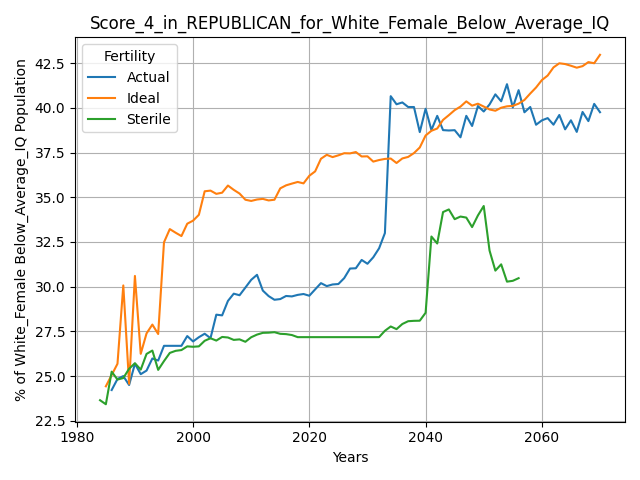 Score_4_in_REPUBLICAN_for_White_Female_Below_Average_IQ
Fertility
Actual
Ideal
Sterile
% of White_Female Below_Average_IQ Population
42.5
40.0
37.5
35.0
32.5
30.0
27.5
25.0
22.5
1980
2000
2020
2040
2060
Years